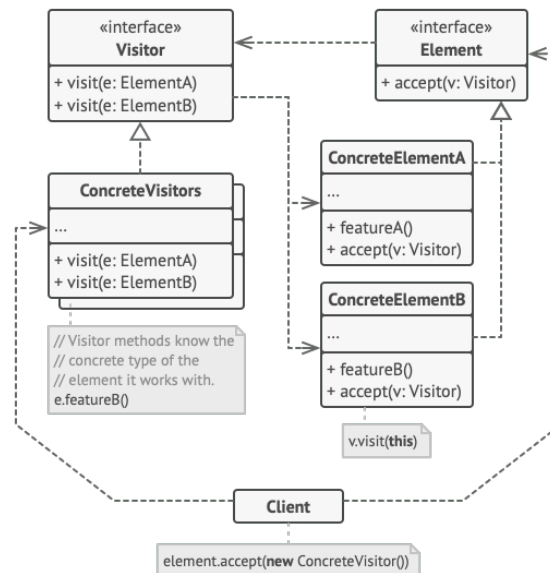 «interface»
Visitor
+ visit(e: ElementA)
+ visit(e: ElementB)
«interface»
Element
+ accept(v: Visitor)
ConcreteVisitors
...
+ visit(e: ElementA)
+ visit(e: ElementB)
ConcreteElementA
...
+ featureA()
+ accept(v: Visitor)
// Visitor methods know the
// concrete type of the
// element it works with.
e.featureB()
ConcreteElementB
...
+ featureB()
+ accept(v: Visitor)
v.visit(this)
Client
element.accept(new ConcreteVisitor())